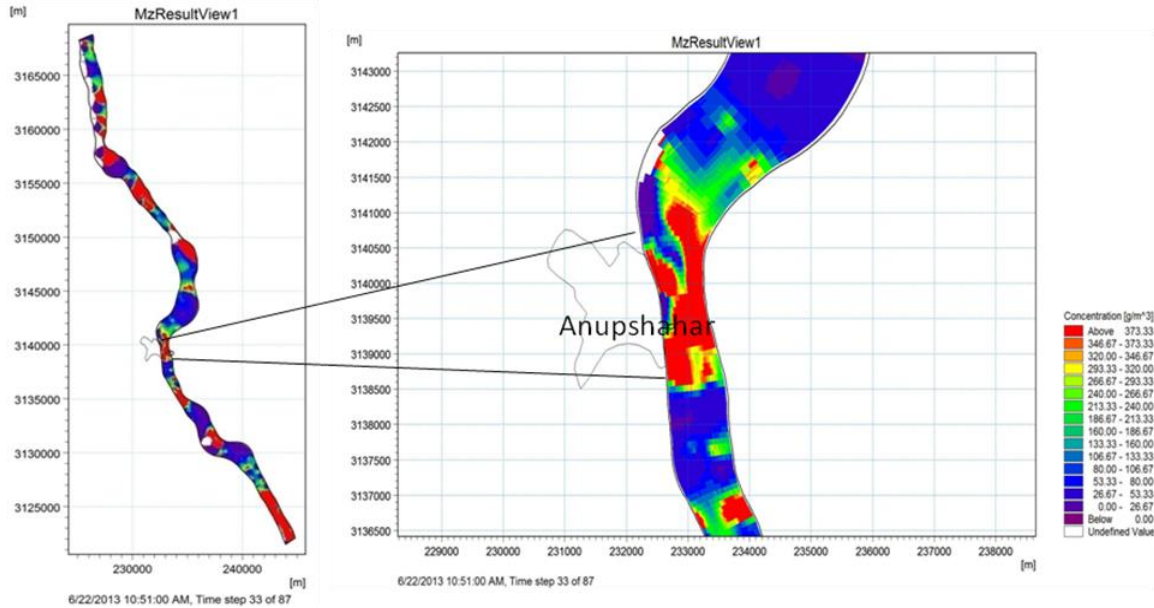 [m]
MzResultView1
3165000
3160000
3155000
3150000
3145000
3140000
3135000
3130000
3125000
230000 240000
[m]
6/22/2013 10:51:00 AM, Time step 33 of 87
[m]
MzResultView1
3143000
3142500
3142000
3141500
3141000
3140500
3140000
3139500
3139000
3138500
3138000
3137500
3137000
3136500
Anupshahar
229000 230000 231000 232000 233000 234000 235000 236000 237000 238000
[m]
6/22/2013 10:51:00 AM, Time step 33 of 87
Concentration [g/m^3]
Above 373.33
346.67 - 373.33
320.00 - 346.67
293.33 - 320.00
266.67 - 293.33
240.00 - 266.67
213.33 - 240.00
186.67 - 213.33
160.00 - 186.67
133.33 - 160.00
106.67 - 133.33
80.00 - 106.67
53.33 - 80.00
26.67 - 53.33
0.00 - 26.67
Below 0.00
Undefined Value